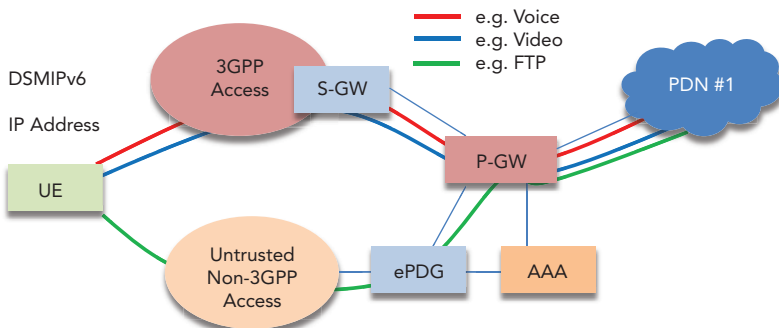 e.g. Voice
e.g. Video
e.g. FTP
DSMIPv6
IP Address
3GPP
Access
S-GW
PDN #1
P-GW
UE
Untrusted
Non-3GPP
Access
ePDG
AAA